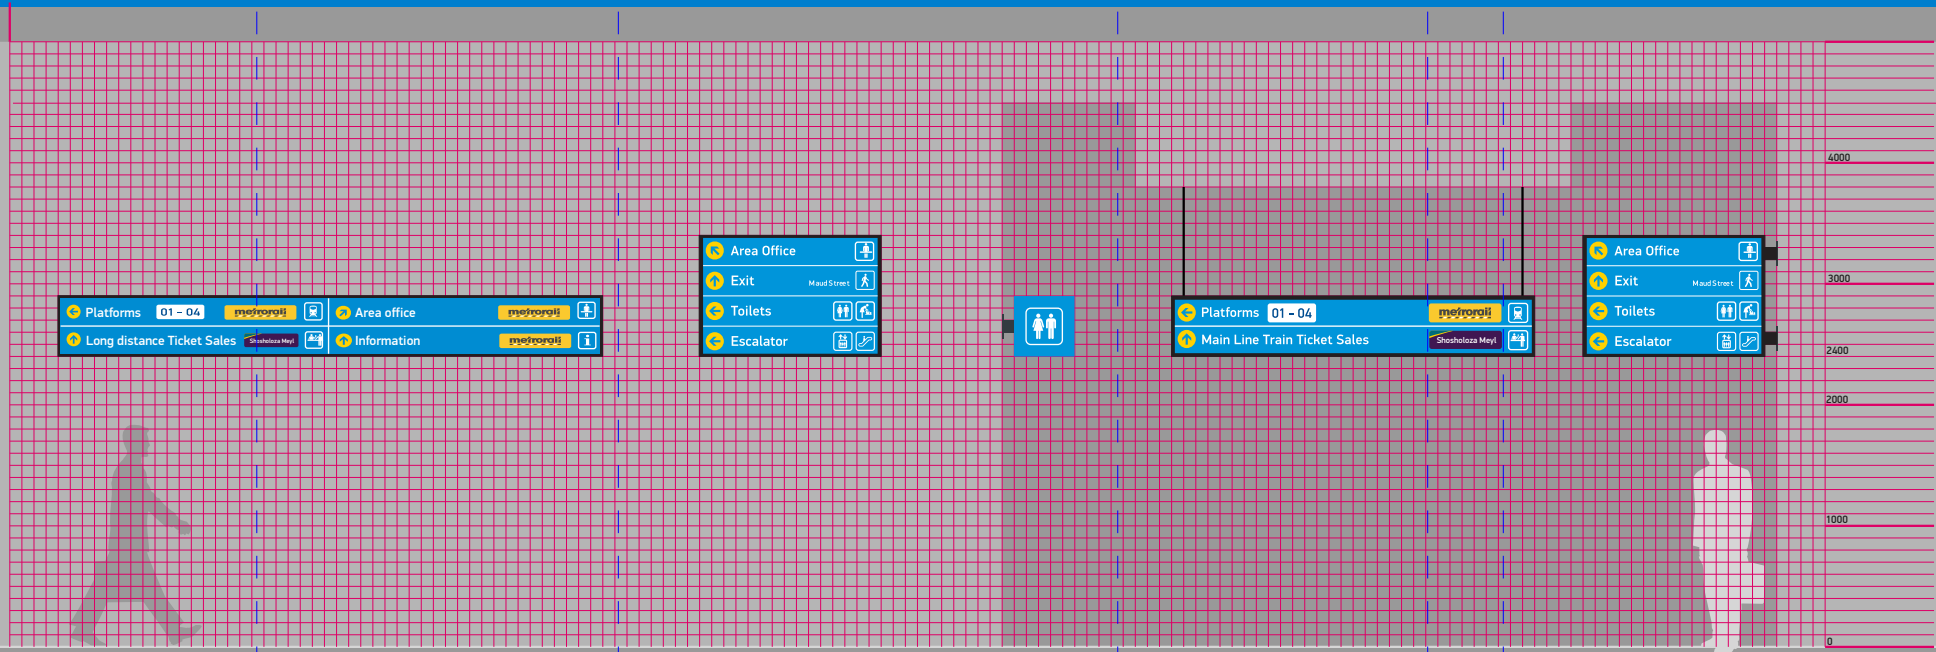 Platforms 01 – 04 metrorail
Long distance Ticket Sales Shosholoza Meyl
Area office metrorail
Information metrorail i
Area Office
Exit Maud Street
Toilets
Escalator
Platforms 01 – 04 metrorail
Main Line Train Ticket Sales Shosholoza Meyl
Area Office
Exit Maud Street
Toilets
Escalator
4000
3000
2400
2000
1000
0